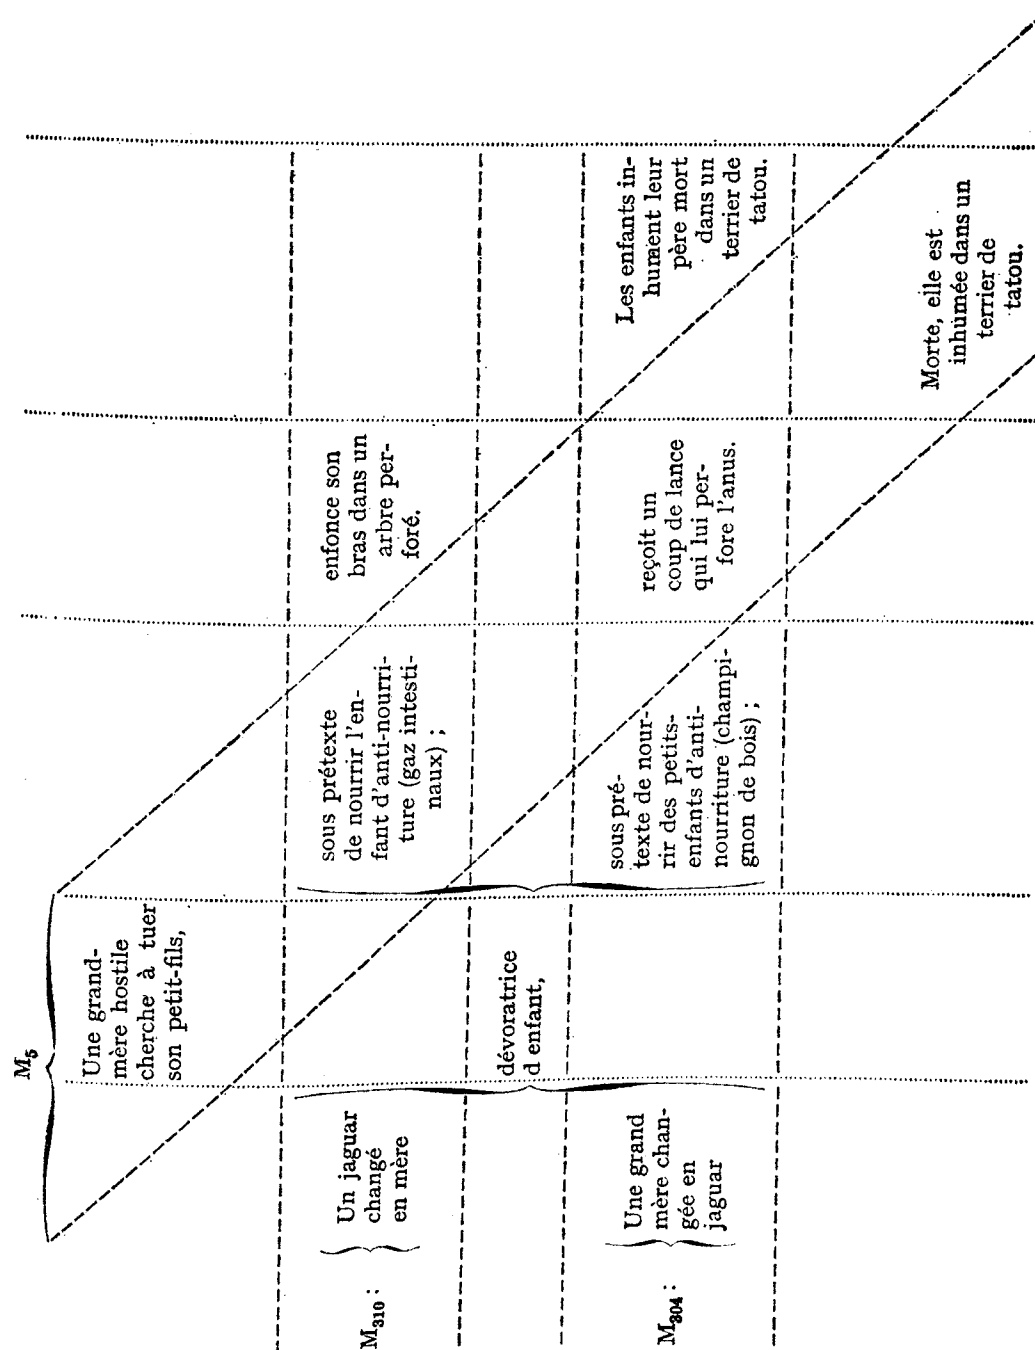 M₅
Une grand-
mère hostile
cherche à tuer
son petit-fils,
M₃₁₀ :
Un jaguar
changé
en mère
sous prétexte
de nourrir l'en-
fant d'anti-nourri-
ture (gaz intesti-
naux) ;
enfonce son
bras dans un
arbre per-
foré.
dévoratrice
d enfant,
M₃₀₄ :
Une grand
mère chan-
gée en
jaguar
sous pré-
texte de nour-
rir des petits-
enfants d'anti-
nourriture (champi-
gnon de bois) ;
reçoit un
coup de lance
qui lui per-
fore l'anus.
Les enfants in-
hument leur
père mort
dans un
terrier de
tatou.
Morte, elle est
inhumée dans un
terrier de
tatou.